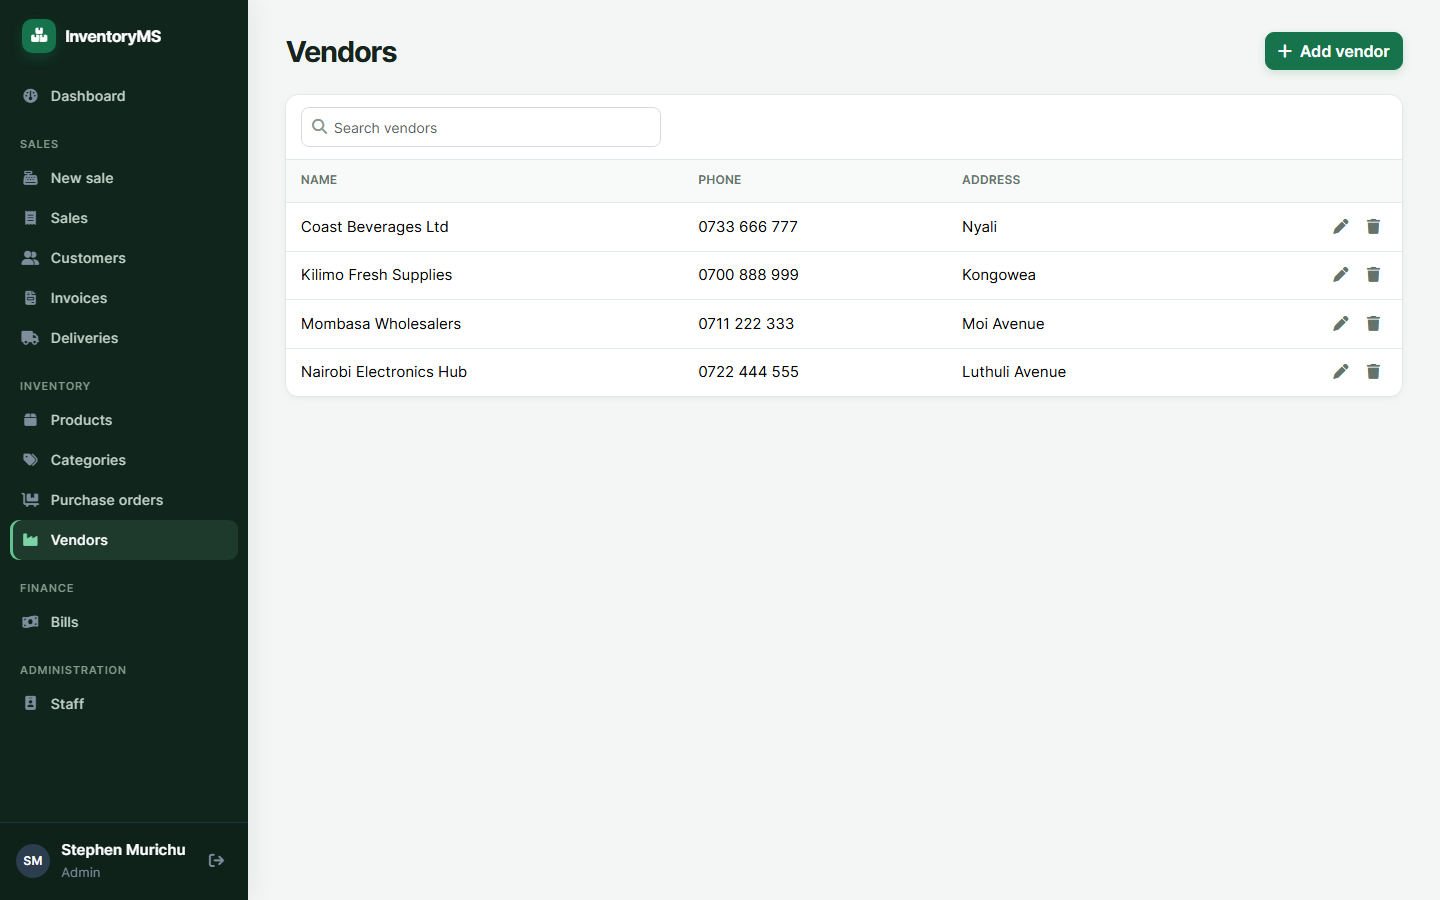 InventoryMS
Dashboard
SALES
New sale
Sales
Customers
Invoices
Deliveries
INVENTORY
Products
Categories
Purchase orders
Vendors
FINANCE
Bills
ADMINISTRATION
Staff
SM
Stephen Murichu
Admin
Vendors
Add vendor
Search vendors
NAME PHONE ADDRESS
Coast Beverages Ltd 0733 666 777 Nyali
Kilimo Fresh Supplies 0700 888 999 Kongowea
Mombasa Wholesalers 0711 222 333 Moi Avenue
Nairobi Electronics Hub 0722 444 555 Luthuli Avenue